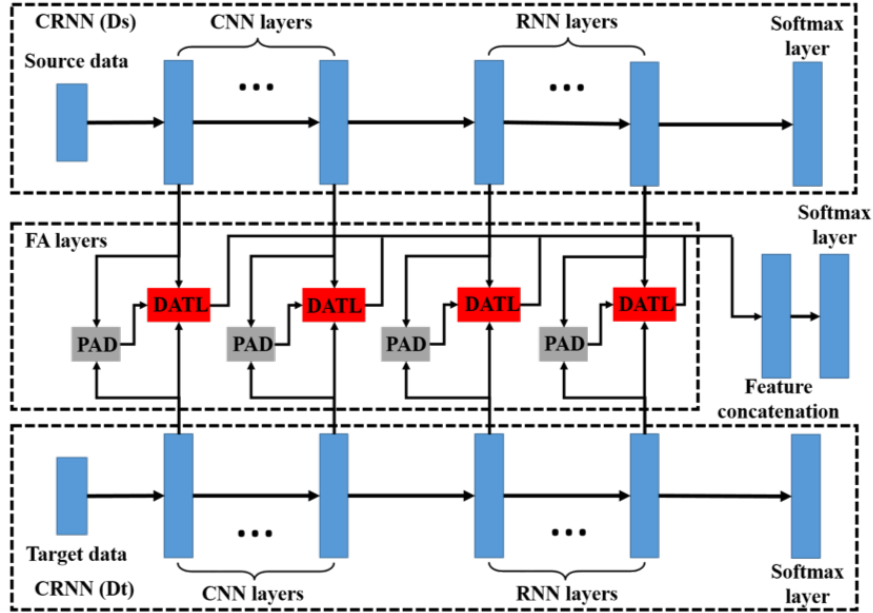 CRNN (Ds)
CNN layers
RNN layers
Softmax
layer
Source data
...
...
FA layers
Softmax
layer
DATL
DATL
DATL
DATL
PAD
PAD
PAD
PAD
Feature
concatenation
Target data
...
...
CRNN (Dt)
CNN layers
RNN layers
Softmax
layer